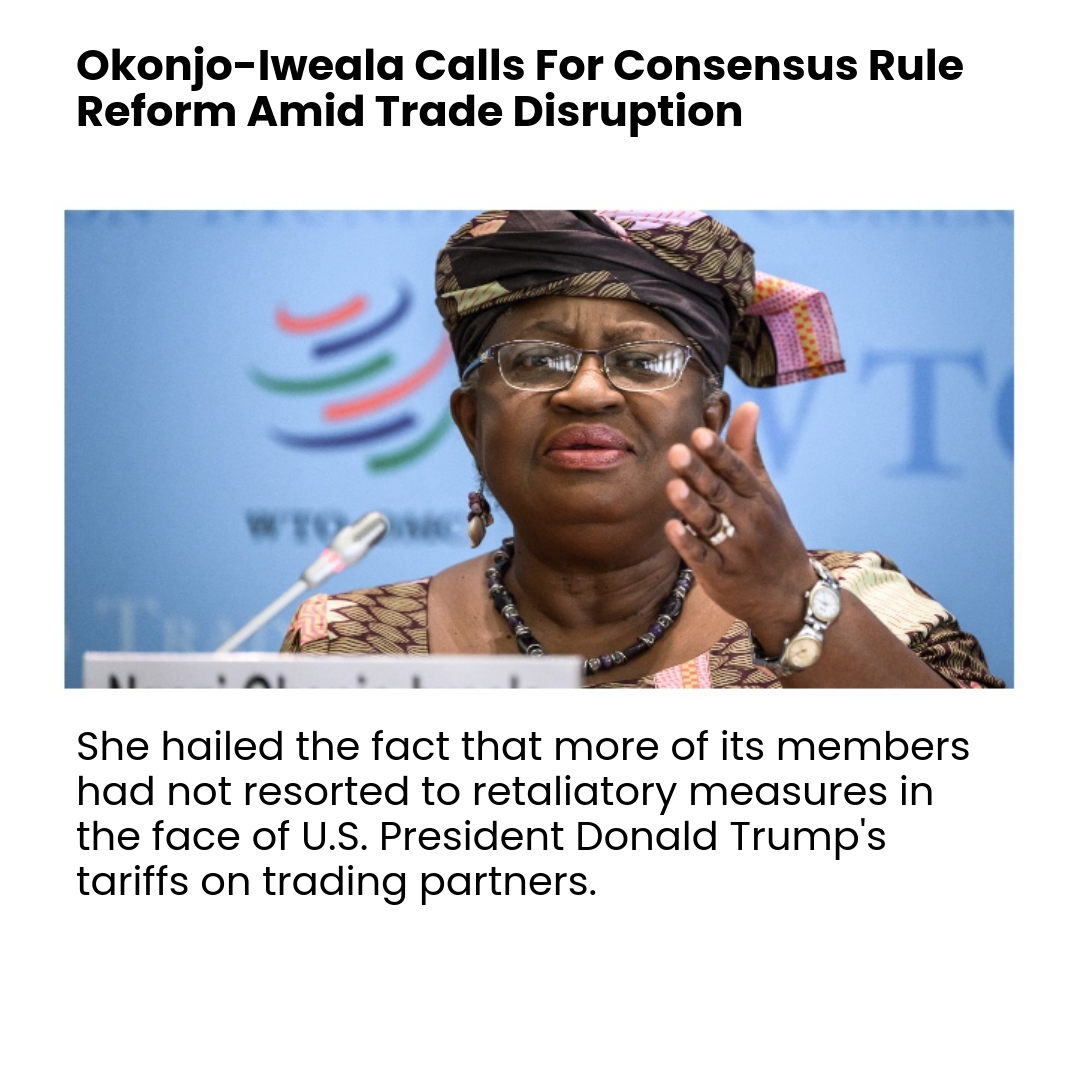 Okonjo-Iweala Calls For Consensus Rule
Reform Amid Trade Disruption
WTO
WTO OMC
TRAD
She hailed the fact that more of its members
had not resorted to retaliatory measures in
the face of U.S. President Donald Trump's
tariffs on trading partners.